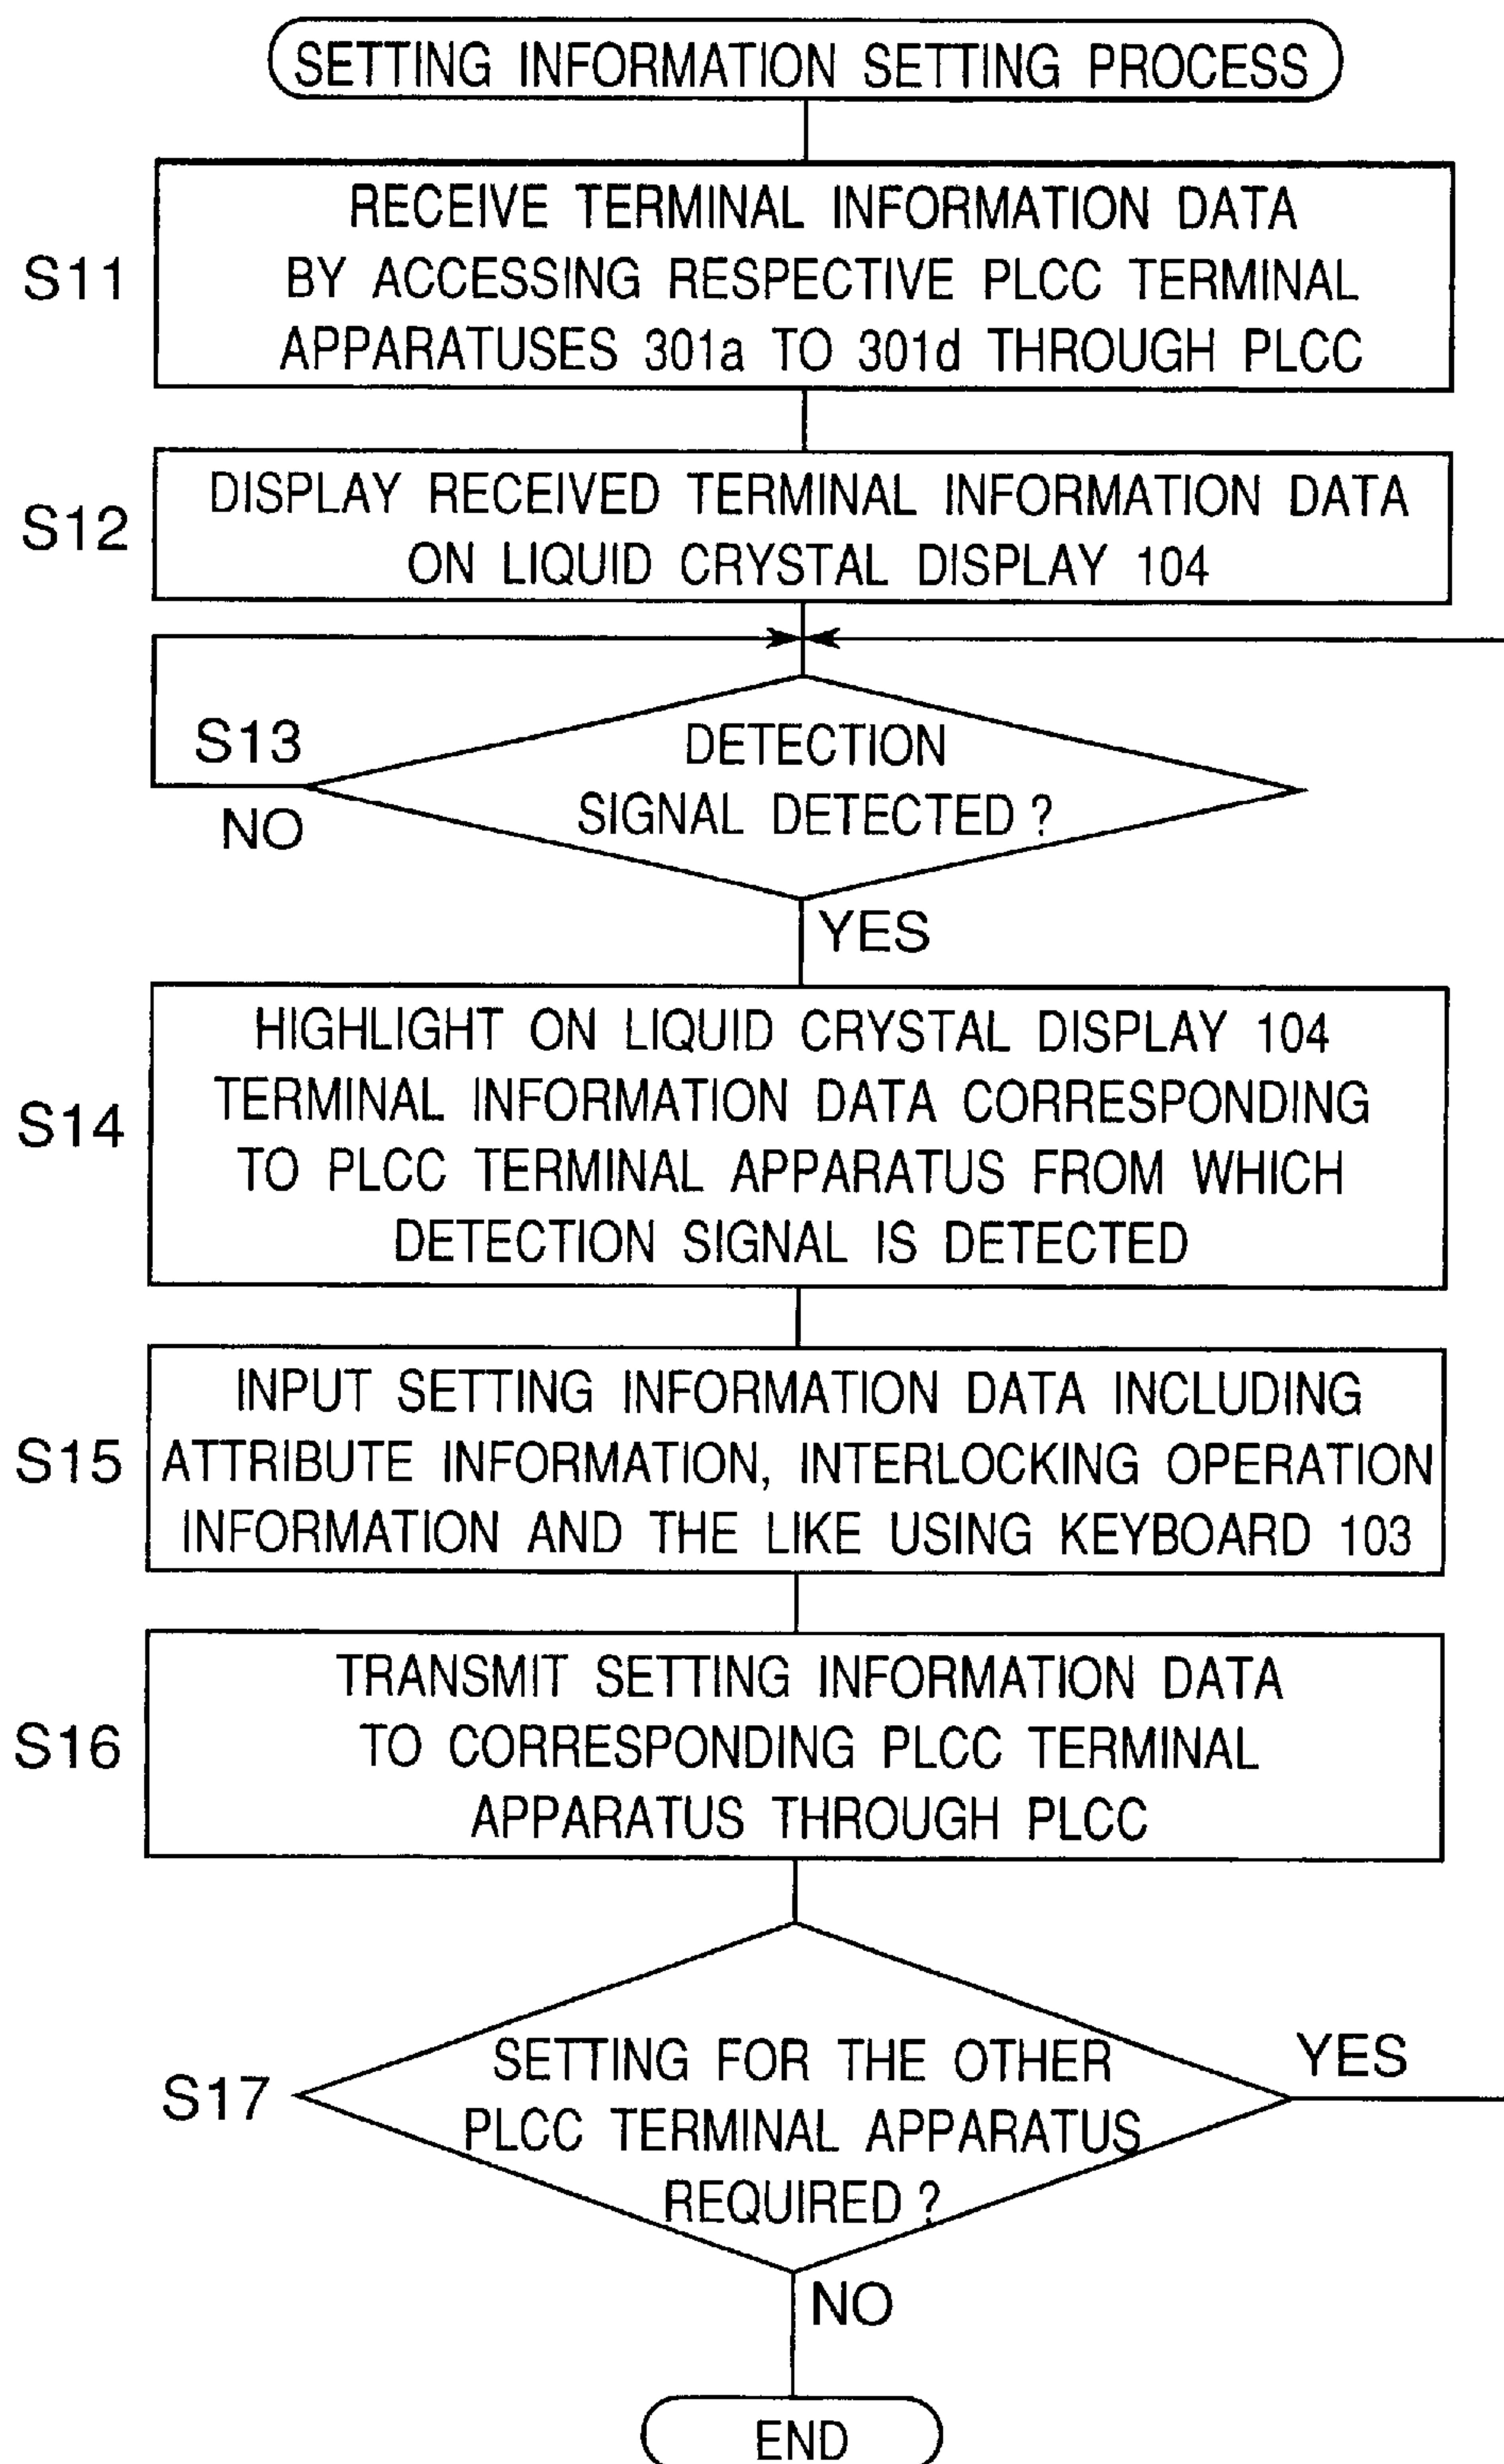 SETTING INFORMATION SETTING PROCESS
S11
RECEIVE TERMINAL INFORMATION DATA
BY ACCESSING RESPECTIVE PLCC TERMINAL
APPARATUSES 301a TO 301d THROUGH PLCC
S12
DISPLAY RECEIVED TERMINAL INFORMATION DATA
ON LIQUID CRYSTAL DISPLAY 104
S13
DETECTION
SIGNAL DETECTED ?
NO
YES
S14
HIGHLIGHT ON LIQUID CRYSTAL DISPLAY 104
TERMINAL INFORMATION DATA CORRESPONDING
TO PLCC TERMINAL APPARATUS FROM WHICH
DETECTION SIGNAL IS DETECTED
S15
INPUT SETTING INFORMATION DATA INCLUDING
ATTRIBUTE INFORMATION, INTERLOCKING OPERATION
INFORMATION AND THE LIKE USING KEYBOARD 103
S16
TRANSMIT SETTING INFORMATION DATA
TO CORRESPONDING PLCC TERMINAL
APPARATUS THROUGH PLCC
S17
SETTING FOR THE OTHER
PLCC TERMINAL APPARATUS
REQUIRED ?
YES
NO
END